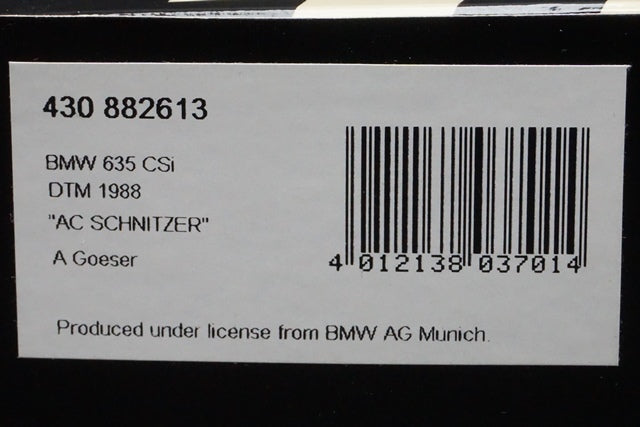 430 882613
BMW 635 CSi
DTM 1988
"AC SCHNITZER"
A Goeser
4 012138 037014
Produced under license from BMW AG Munich.